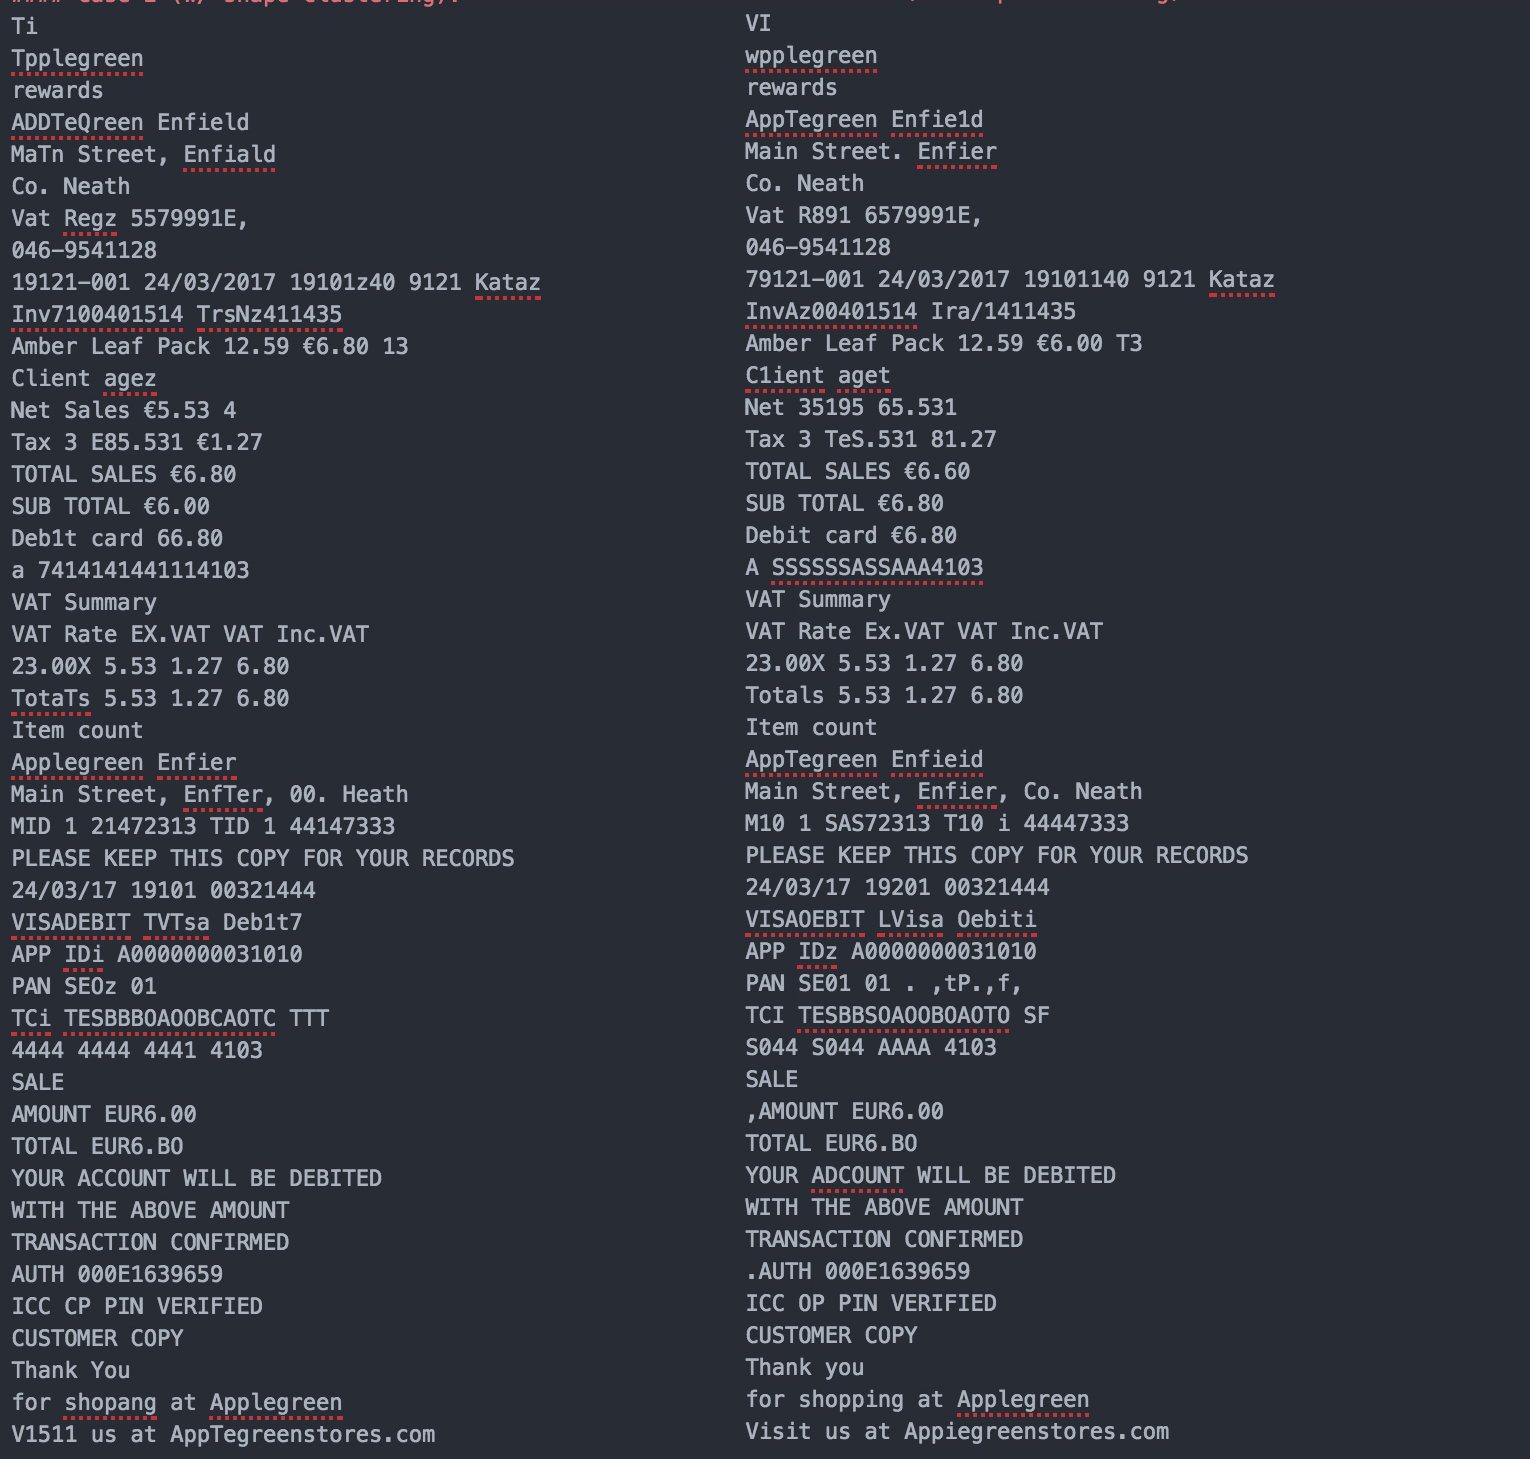 Ti
Tpplegreen
rewards
ADDTeQreen Enfield
MaTn Street, Enfiald
Co. Neath
Vat Regz 5579991E,
046-9541128
19121-001 24/03/2017 19101z40 9121 Kataz
Inv7100401514 TrsNz411435
Amber Leaf Pack 12.59 €6.80 13
Client agez
Net Sales €5.53 4
Tax 3 E85.531 €1.27
TOTAL SALES €6.80
SUB TOTAL €6.00
Deb1t card 66.80
a 7414141441114103
VAT Summary
VAT Rate EX.VAT VAT Inc.VAT
23.00X 5.53 1.27 6.80
TotaTs 5.53 1.27 6.80
Item count
Applegreen Enfier
Main Street, EnfTer, 00. Heath
MID 1 21472313 TID 1 44147333
PLEASE KEEP THIS COPY FOR YOUR RECORDS
24/03/17 19101 00321444
VISADEBIT TVTsa Deb1t7
APP IDi A0000000031010
PAN SEOz 01
TCi TESBBBOAOOBCAOTC TTT
4444 4444 4441 4103
SALE
AMOUNT EUR6.00
TOTAL EUR6.BO
YOUR ACCOUNT WILL BE DEBITED
WITH THE ABOVE AMOUNT
TRANSACTION CONFIRMED
AUTH 000E1639659
ICC CP PIN VERIFIED
CUSTOMER COPY
Thank You
for shopang at Applegreen
V1511 us at AppTegreenstores.com
VI
wpplegreen
rewards
AppTegreen Enfie1d
Main Street. Enfier
Co. Neath
Vat R891 6579991E,
046-9541128
79121-001 24/03/2017 19101140 9121 Kataz
InvAz00401514 Ira/1411435
Amber Leaf Pack 12.59 €6.00 T3
C1ient aget
Net 35195 65.531
Tax 3 TeS.531 81.27
TOTAL SALES €6.60
SUB TOTAL €6.80
Debit card €6.80
A SSSSSSASSAAA4103
VAT Summary
VAT Rate Ex.VAT VAT Inc.VAT
23.00X 5.53 1.27 6.80
Totals 5.53 1.27 6.80
Item count
AppTegreen Enfieid
Main Street, Enfier, Co. Neath
M10 1 SAS72313 T10 i 44447333
PLEASE KEEP THIS COPY FOR YOUR RECORDS
24/03/17 19201 00321444
VISAOEBIT LVisa Oebiti
APP IDz A0000000031010
PAN SE01 01 . ,tP.,f,
TCI TESBBSOAOOBOAOTO SF
S044 S044 AAAA 4103
SALE
,AMOUNT EUR6.00
TOTAL EUR6.BO
YOUR ADCOUNT WILL BE DEBITED
WITH THE ABOVE AMOUNT
TRANSACTION CONFIRMED
.AUTH 000E1639659
ICC OP PIN VERIFIED
CUSTOMER COPY
Thank you
for shopping at Applegreen
Visit us at Appiegreenstores.com